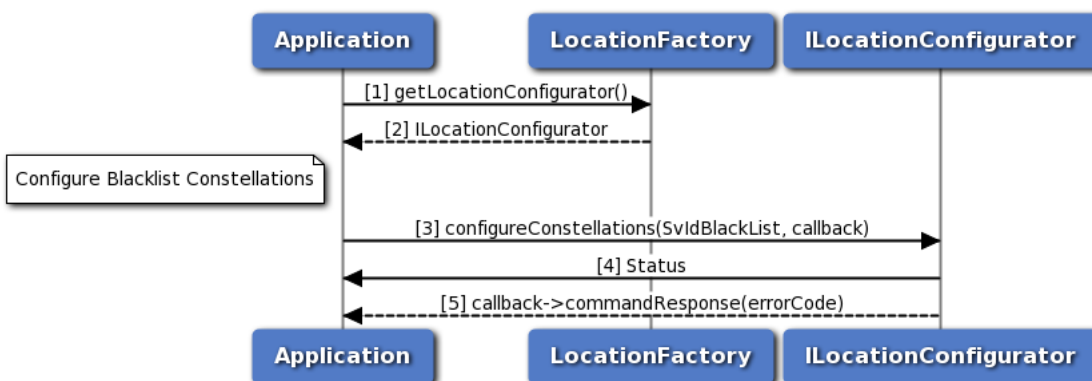 Application
LocationFactory
ILocationConfigurator
[1] getLocationConfigurator()
[2] ILocationConfigurator
Configure Blacklist Constellations
[3] configureConstellations(SvIdBlackList, callback)
[4] Status
[5] callback->commandResponse(errorCode)
Application
LocationFactory
ILocationConfigurator